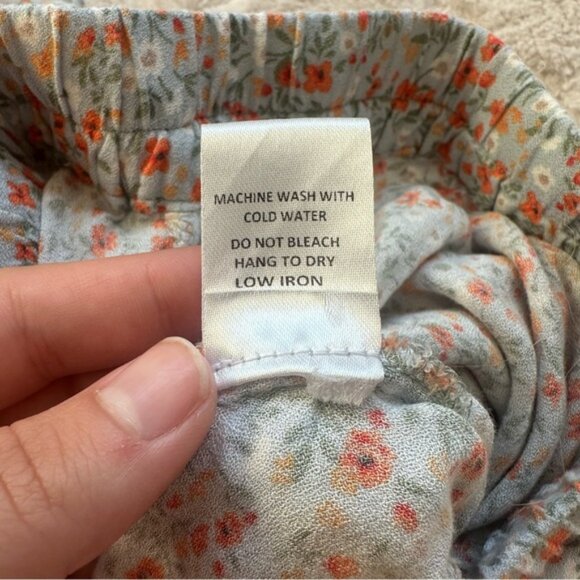 MACHINE WASH WITH
COLD WATER
DO NOT BLEACH
HANG TO DRY
LOW IRON